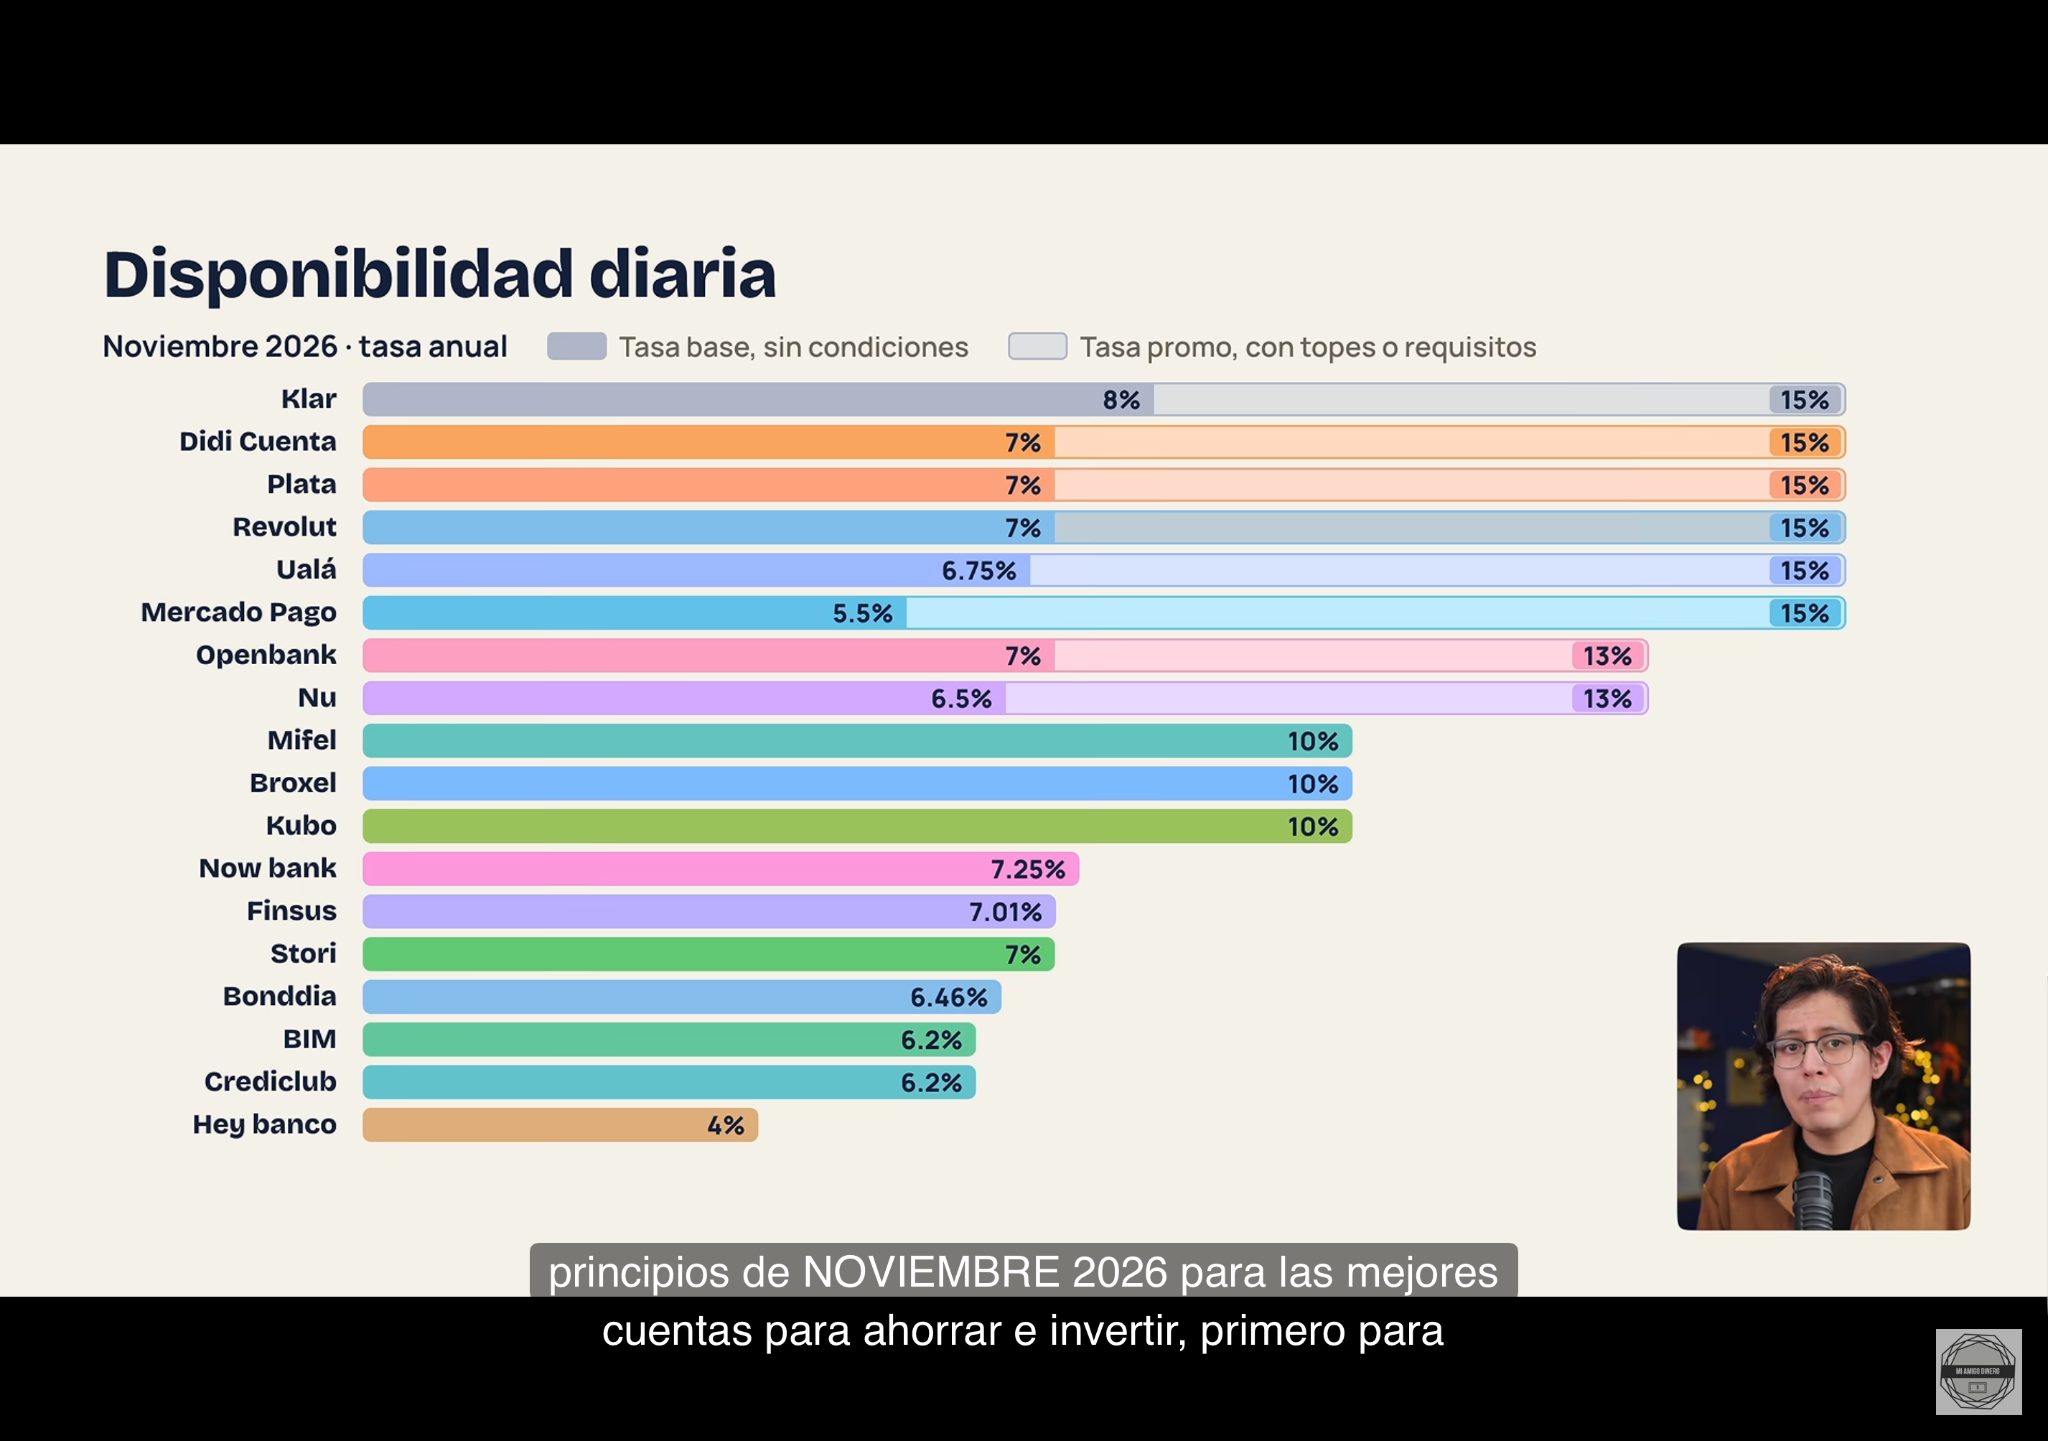 Disponibilidad diaria
Noviembre 2026 · tasa anual Tasa base, sin condiciones Tasa promo, con topes o requisitos
Klar 8% 15%
Didi Cuenta 7% 15%
Plata 7% 15%
Revolut 7% 15%
Ualá 6.75% 15%
Mercado Pago 5.5% 15%
Openbank 7% 13%
Nu 6.5% 13%
Mifel 10%
Broxel 10%
Kubo 10%
Now bank 7.25%
Finsus 7.01%
Stori 7%
Bonddia 6.46%
BIM 6.2%
Crediclub 6.2%
Hey banco 4%
principios de NOVIEMBRE 2026 para las mejores
cuentas para ahorrar e invertir, primero para
MI AMIGO DINERO